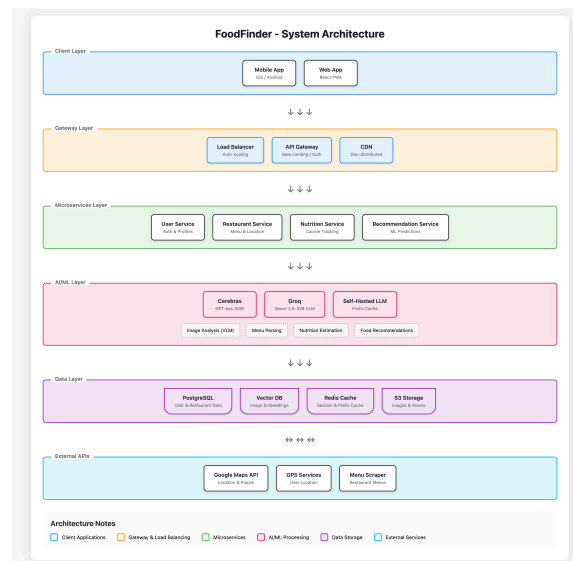 FoodFinder - System Architecture
Client Layer
Mobile App
iOS / Android
Web App
React PWA
↓ ↓ ↓
Gateway Layer
Load Balancer
Auto-scaling
API Gateway
Rate Limiting / Auth
CDN
Geo-distributed
↓ ↓ ↓
Microservices Layer
User Service
Auth & Profiles
Restaurant Service
Menu & Location
Nutrition Service
Calorie Tracking
Recommendation Service
ML Predictions
↓ ↓ ↓
AI/ML Layer
Cerebras
GPT-oss-120B
Groq
Qwen-2.5-32B VLM
Self-Hosted LLM
Prefix Cache
Image Analysis (VLM)
Menu Parsing
Nutrition Estimation
Food Recommendations
↓ ↓ ↓
Data Layer
PostgreSQL
User & Restaurant Data
Vector DB
Image Embeddings
Redis Cache
Session & Prefix Cache
S3 Storage
Images & Assets
⇔ ⇔ ⇔
External APIs
Google Maps API
Location & Places
GPS Services
User Location
Menu Scraper
Restaurant Menus
Architecture Notes
Client Applications
Gateway & Load Balancing
Microservices
AI/ML Processing
Data Storage
External Services